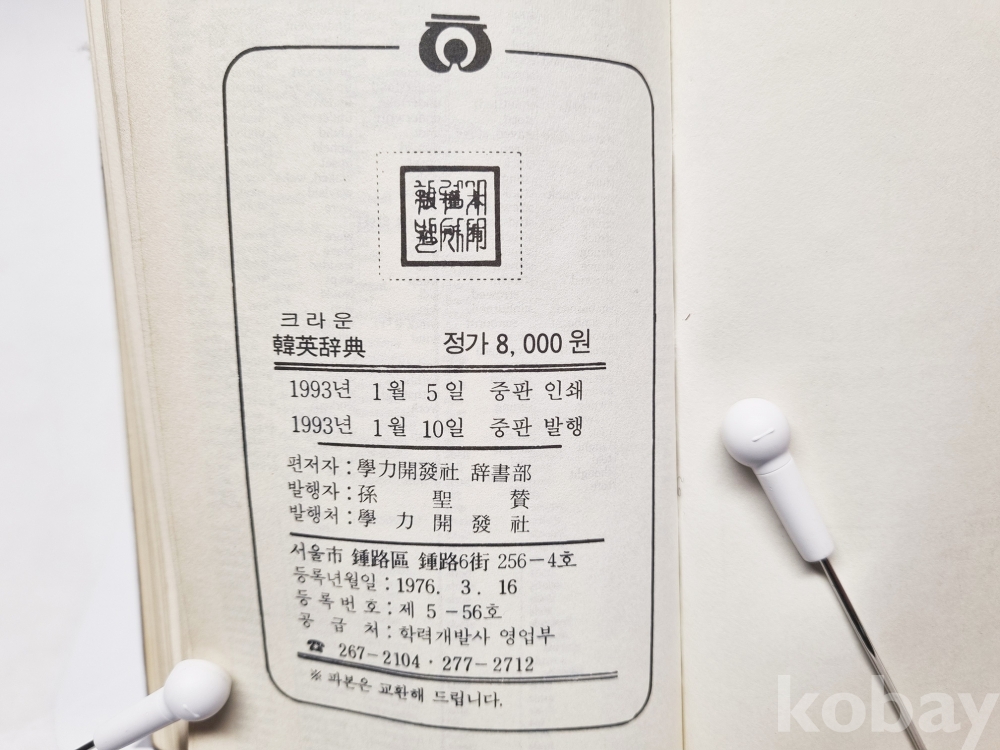 크라운
韓英辞典 정가 8,000원
1993년 1월 5일 중판 인쇄
1993년 1월 10일 중판 발행
편저자:學力開發社 辞書部
발행자:孫聖贊
발행처:學力開發社
서울市 鍾路區 鍾路6街 256-4호
등록년월일:1976. 3. 16
등록번호:제 5-56호
공급처:학력개발사 영업부
☎ 267-2104·277-2712
※ 파본은 교환해 드립니다.
kobay